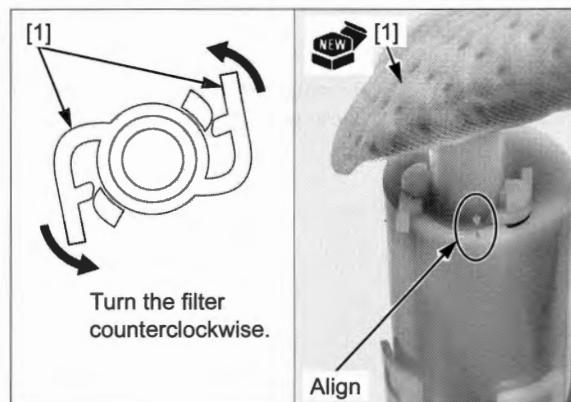 [1]
Turn the filter
counterclockwise.
NEW
[1]
Align